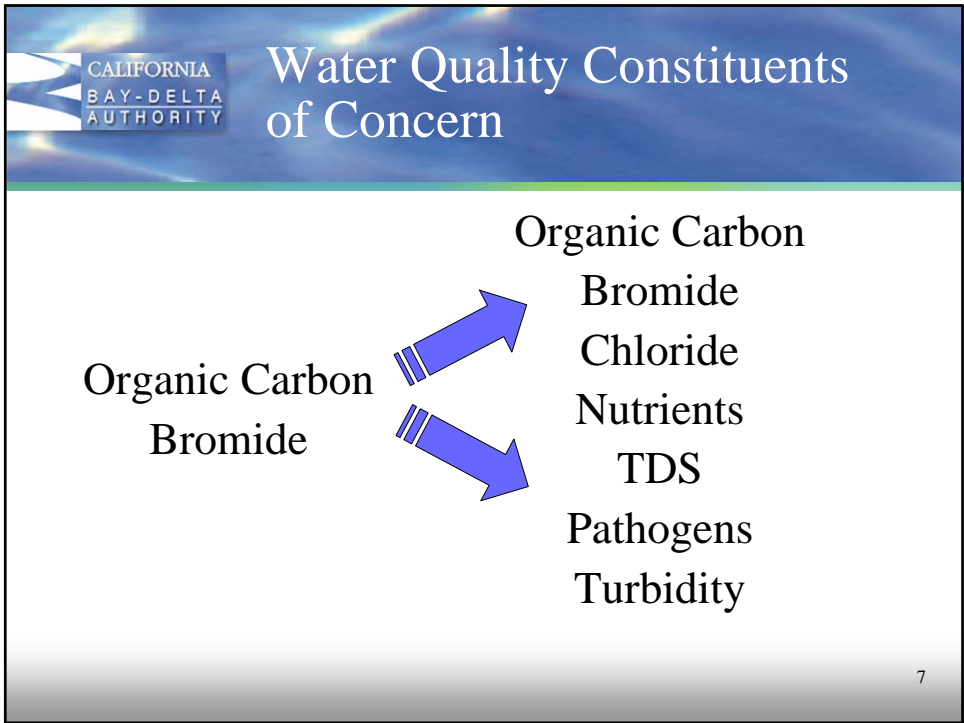 CALIFORNIA
BAY-DELTA
AUTHORITY
Water Quality Constituents
of Concern
Organic Carbon
Bromide
Organic Carbon
Bromide
Chloride
Nutrients
TDS
Pathogens
Turbidity
7